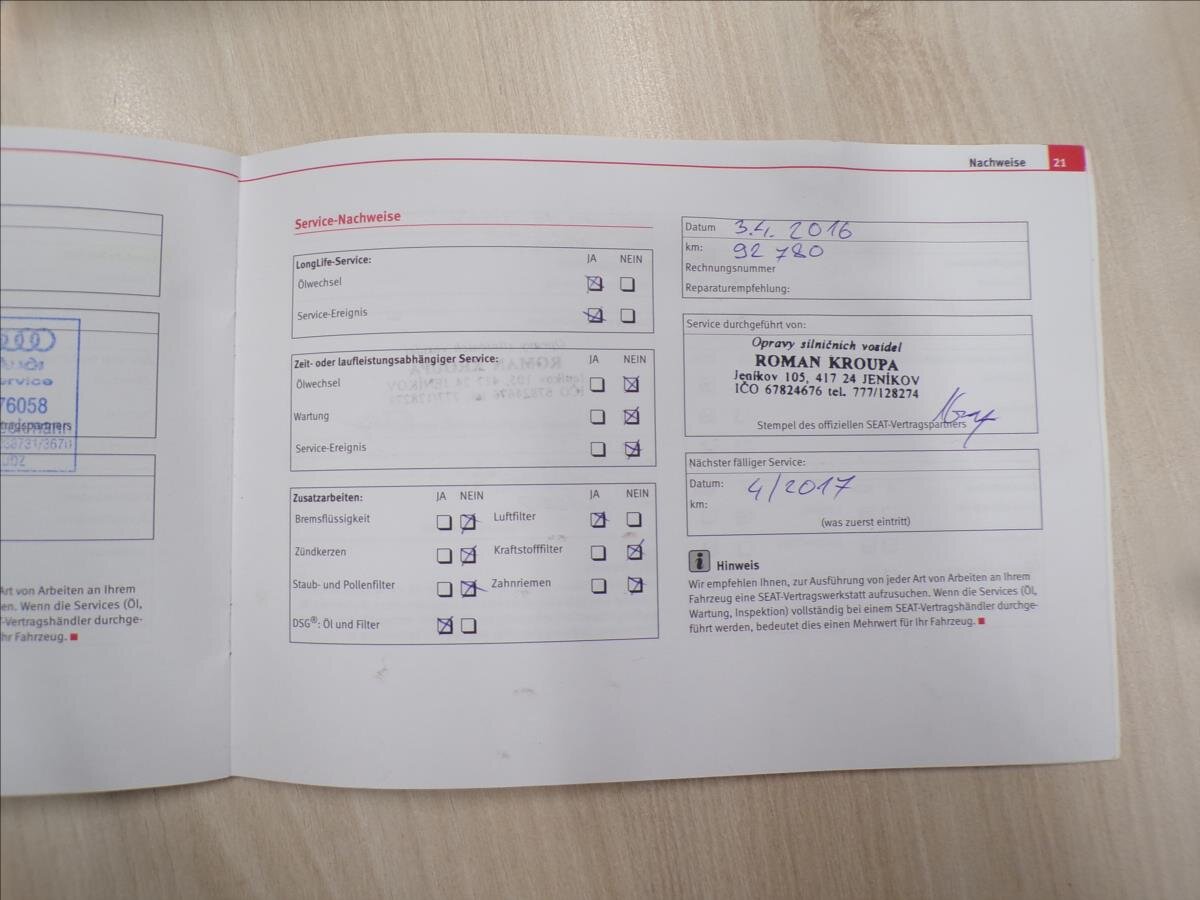 Nachweise 21
Audi
Service
76058
38731/367
Art von Arbeiten an Ihrem
en. Wenn die Services (Öl,
-Vertragshändler durchge-
hr Fahrzeug.
Service-Nachweise
LongLife-Service: JA NEIN
Ölwechsel
Service-Ereignis
Zeit- oder laufleistungsabhängiger Service: JA NEIN
Ölwechsel
Wartung
Service-Ereignis
Zusatzarbeiten: JA NEIN JA NEIN
Bremsflüssigkeit Luftfilter
Zündkerzen Kraftstofffilter
Staub- und Pollenfilter Zahnriemen
DSG®: Öl und Filter
Datum 3.4. 2016
km: 92 780
Rechnungsnummer
Reparaturempfehlung:
Service durchgeführt von:
Opravy silničních vozidel
ROMAN KROUPA
Jeníkov 105, 417 24 JENÍKOV
IČO 67824676 tel. 777/128274
Stempel des offiziellen SEAT-Vertragspartners
Nächster fälliger Service:
Datum: 4/2017
km:
(was zuerst eintritt)
i Hinweis
Wir empfehlen Ihnen, zur Ausführung von jeder Art von Arbeiten an Ihrem
Fahrzeug eine SEAT-Vertragswerkstatt aufzusuchen. Wenn die Services (Öl,
Wartung, Inspektion) vollständig bei einem SEAT-Vertragshändler durchge-
führt werden, bedeutet dies einen Mehrwert für Ihr Fahrzeug.